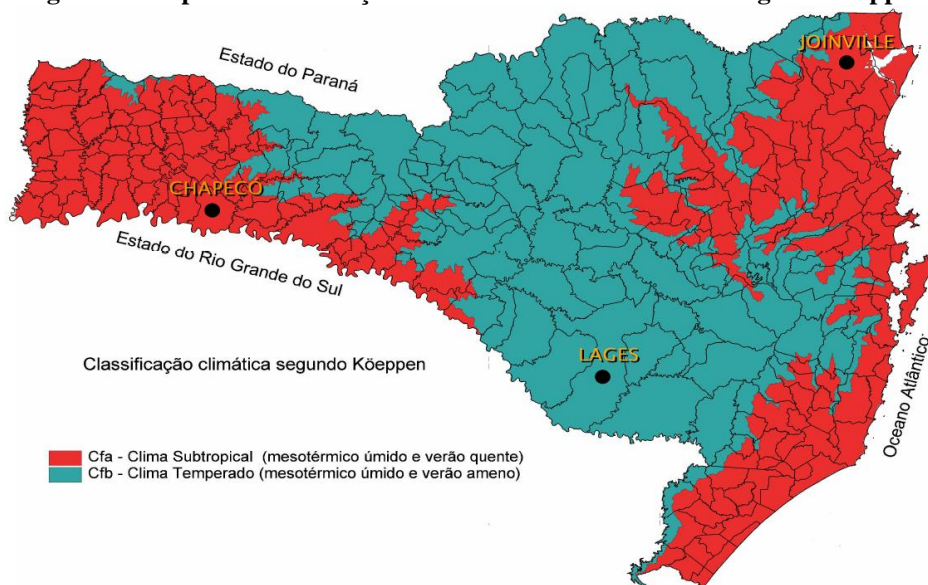 JOINVILLE
Estado do Paraná
CHAPECO
Estado do Rio Grande do Sul
LAGES
Oceano Atlântico
Classificação climática segundo Köeppen
Cfa - Clima Subtropical (mesotérmico úmido e verão quente)
Cfb - Clima Temperado (mesotérmico úmido e verão ameno)